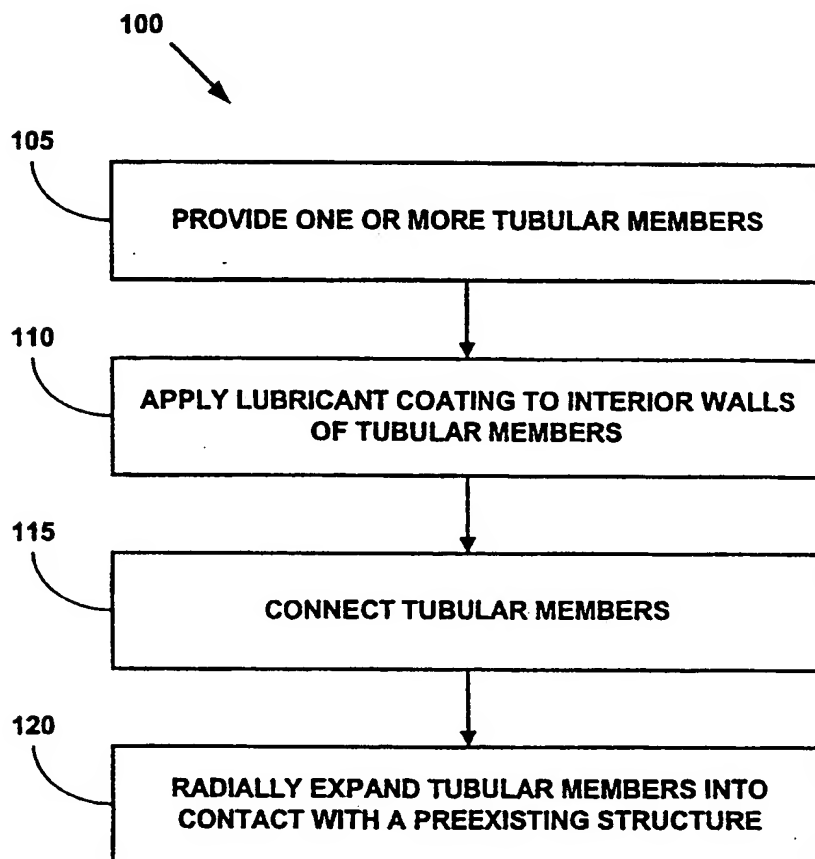 100
105
PROVIDE ONE OR MORE TUBULAR MEMBERS
110
APPLY LUBRICANT COATING TO INTERIOR WALLS
OF TUBULAR MEMBERS
115
CONNECT TUBULAR MEMBERS
120
RADIALLY EXPAND TUBULAR MEMBERS INTO
CONTACT WITH A PREEXISTING STRUCTURE